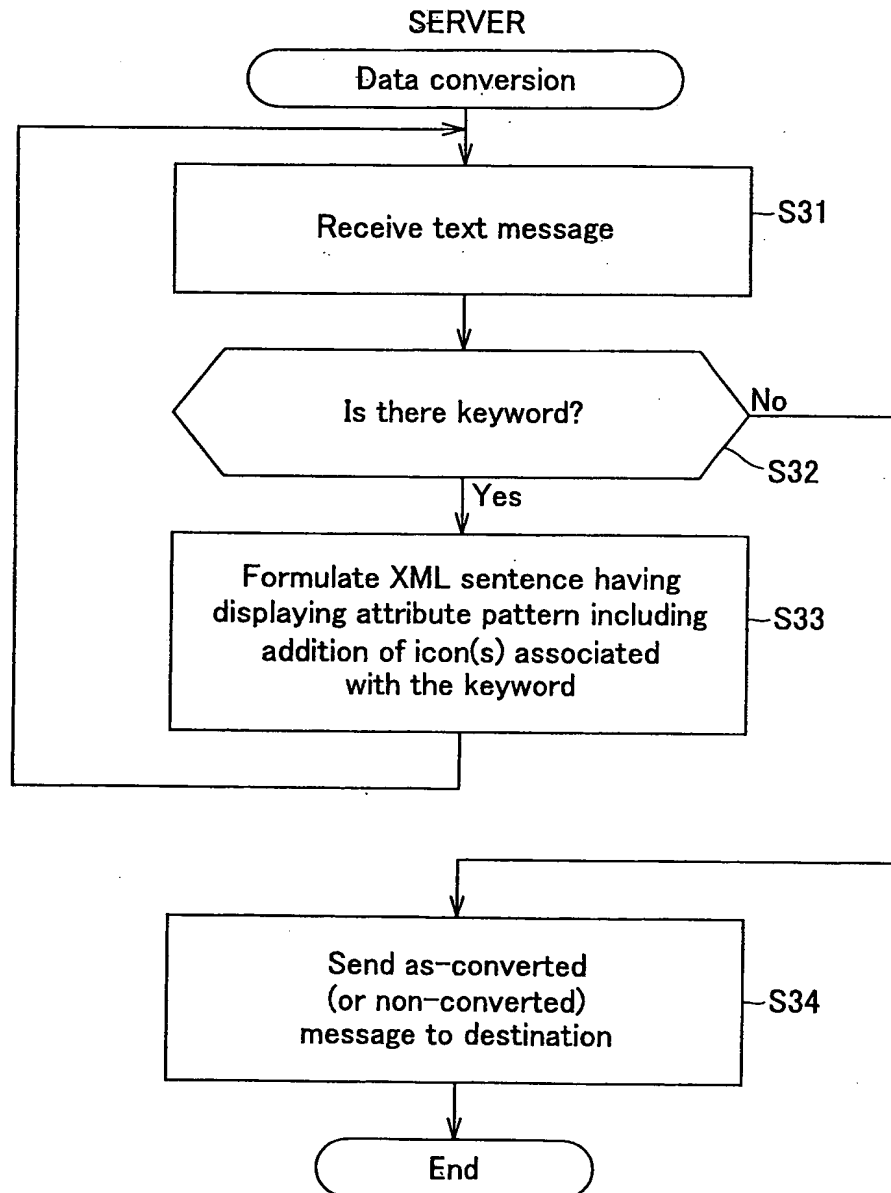 SERVER
Data conversion
Receive text message
S31
Is there keyword?
No
S32
Yes
Formulate XML sentence having
displaying attribute pattern including
addition of icon(s) associated
with the keyword
S33
Send as-converted
(or non-converted)
message to destination
S34
End